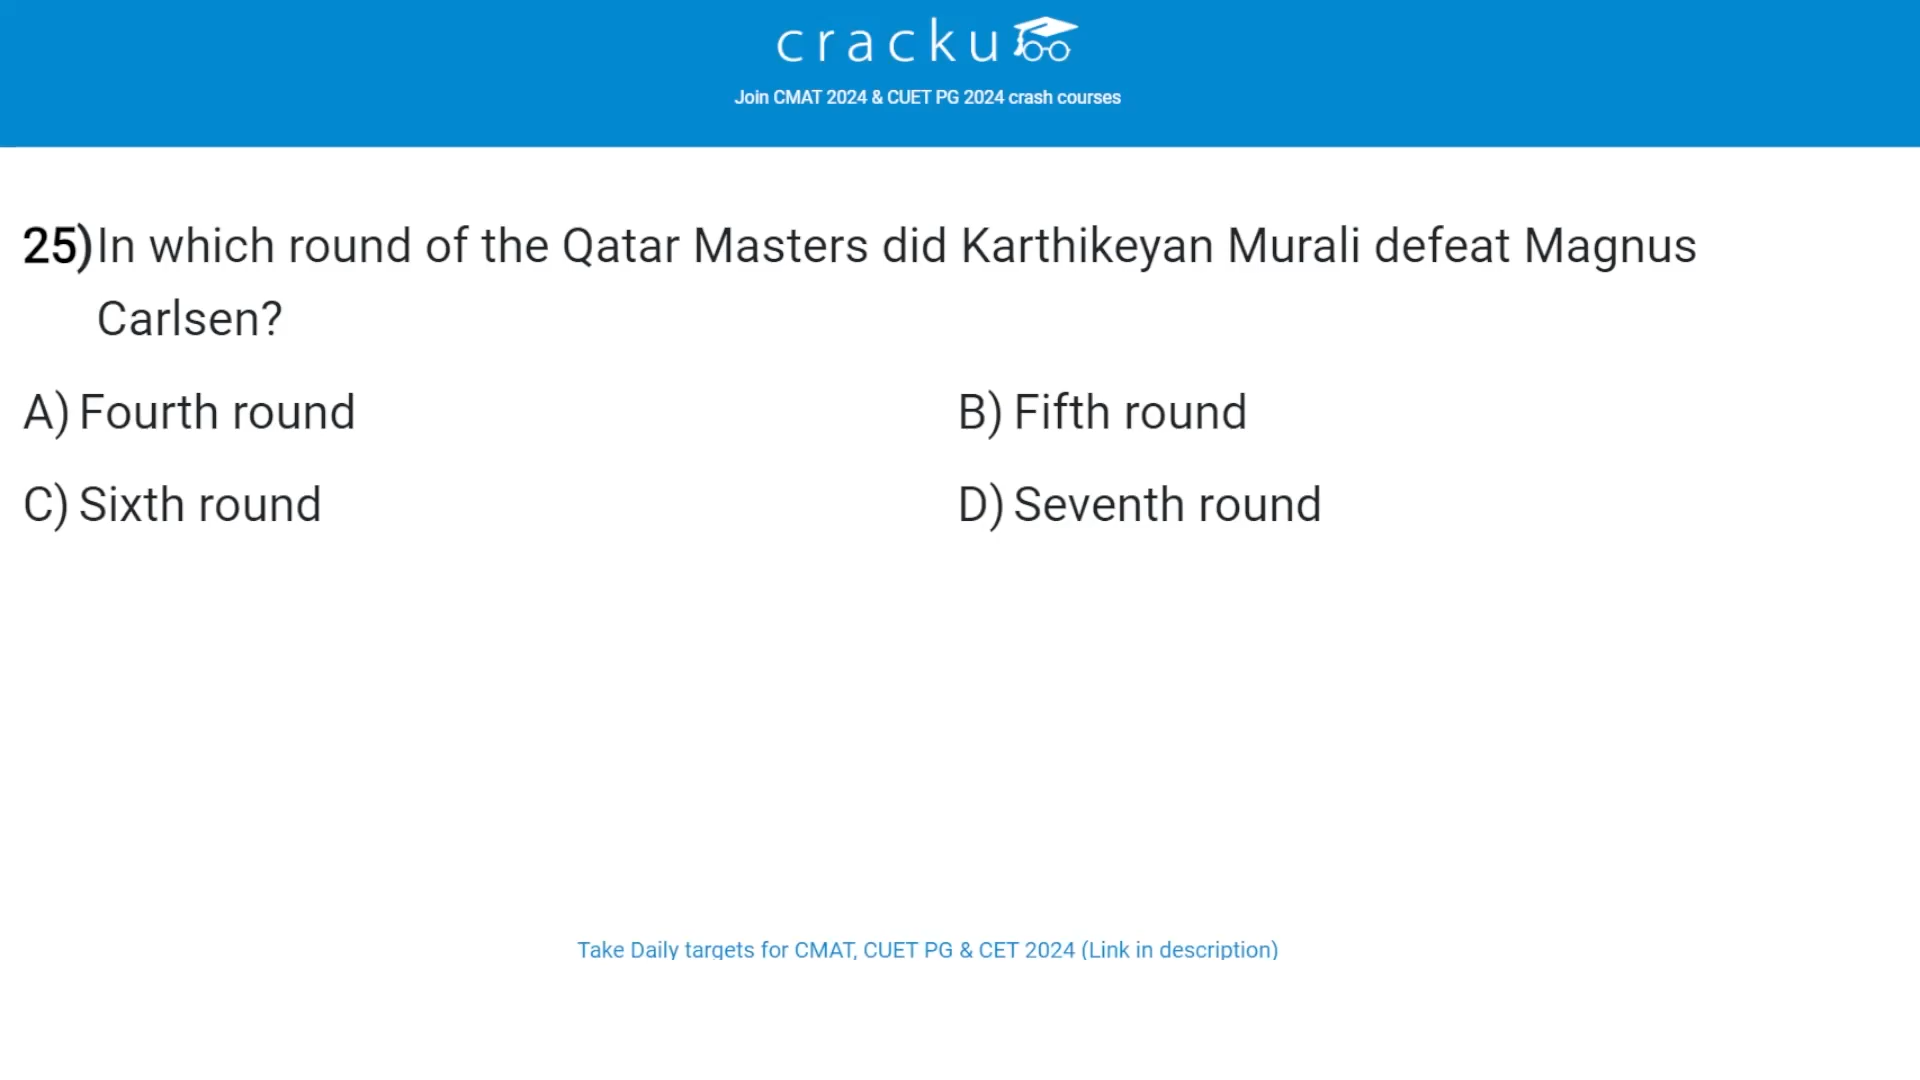 cracku
Join CMAT 2024 & CUET PG 2024 crash courses
25)In which round of the Qatar Masters did Karthikeyan Murali defeat Magnus
Carlsen?
A) Fourth round
B) Fifth round
C) Sixth round
D) Seventh round
Take Daily targets for CMAT, CUET PG & CET 2024 (Link in description)